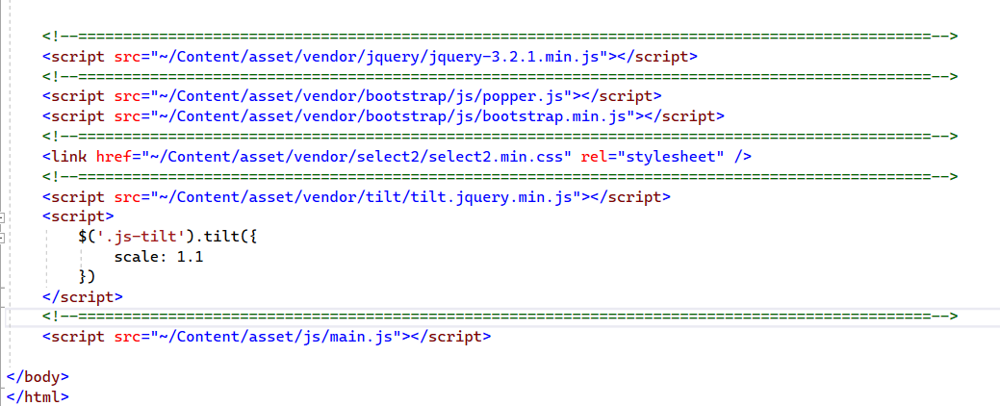 <!--===============================================================================================-->
<script src="~/Content/asset/vendor/jquery/jquery-3.2.1.min.js"></script>
<!--===============================================================================================-->
<script src="~/Content/asset/vendor/bootstrap/js/popper.js"></script>
<script src="~/Content/asset/vendor/bootstrap/js/bootstrap.min.js"></script>
<!--===============================================================================================-->
<link href="~/Content/asset/vendor/select2/select2.min.css" rel="stylesheet" />
<!--===============================================================================================-->
<script src="~/Content/asset/vendor/tilt/tilt.jquery.min.js"></script>
<script>
$('.js-tilt').tilt({
scale: 1.1
})
</script>
<!--===============================================================================================-->
<script src="~/Content/asset/js/main.js"></script>
</body>
</html>